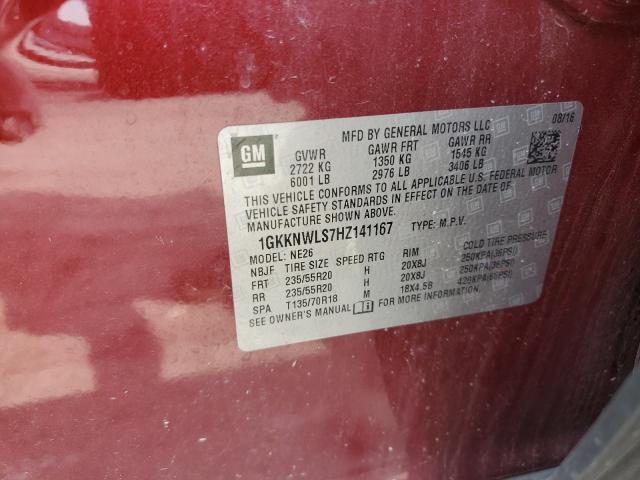 GM
MFD BY GENERAL MOTORS LLC 08/16
GVWR GAWR FRT GAWR RR
2722 KG 1350 KG 1545 KG
6001 LB 2976 LB 3406 LB
THIS VEHICLE CONFORMS TO ALL APPLICABLE U.S. FEDERAL MOTOR
VEHICLE SAFETY STANDARDS IN EFFECT ON THE DATE OF
MANUFACTURE SHOWN ABOVE.
1GKKNWLS7HZ141167 TYPE: M.P.V.
MODEL: NE26
NBJF TIRE SIZE SPEED RTG RIM COLD TIRE PRESSURE
FRT 235/55R20 H 20X8J 250KPA(36PSI)
RR 235/55R20 H 20X8J 250KPA(36PSI)
SPA T135/70R18 M 18X4.5B 420KPA(60PSI)
SEE OWNER'S MANUAL FOR MORE INFORMATION